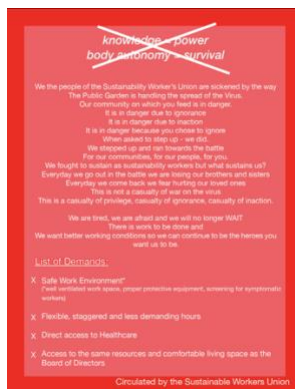 knowledge = power
body autonomy = survival
We the people of the Sustainability Worker's Union are sickened by the way
The Public Garden is handling the spread of the Virus.
Our community on which you feed is in danger.
It is in danger due to ignorance
It is in danger due to inaction
It is in danger because you chose to ignore
When asked to step up - we did.
We stepped up and ran towards the battle
For our communities, for our people, for you.
We fought to sustain as sustainability workers but what sustains us?
Everyday we go out in the battle we are losing our brothers and sisters
Everyday we come back we fear hurting our loved ones
This is not a casualty of war on the virus
This is a casualty of privilege, casualty of ignorance, casualty of inaction.
We are tired, we are afraid and we will no longer WAIT
There is work to be done and
We want better working conditions so we can continue to be the heroes you
want us to be.
List of Demands:
X Safe Work Environment*
(*well ventilated work space, proper protective equipment, screening for symptomatic
workers)
X Flexible, staggered and less demanding hours
X Direct access to Healthcare
X Access to the same resources and comfortable living space as the
Board of Directors
Circulated by the Sustainable Workers Union